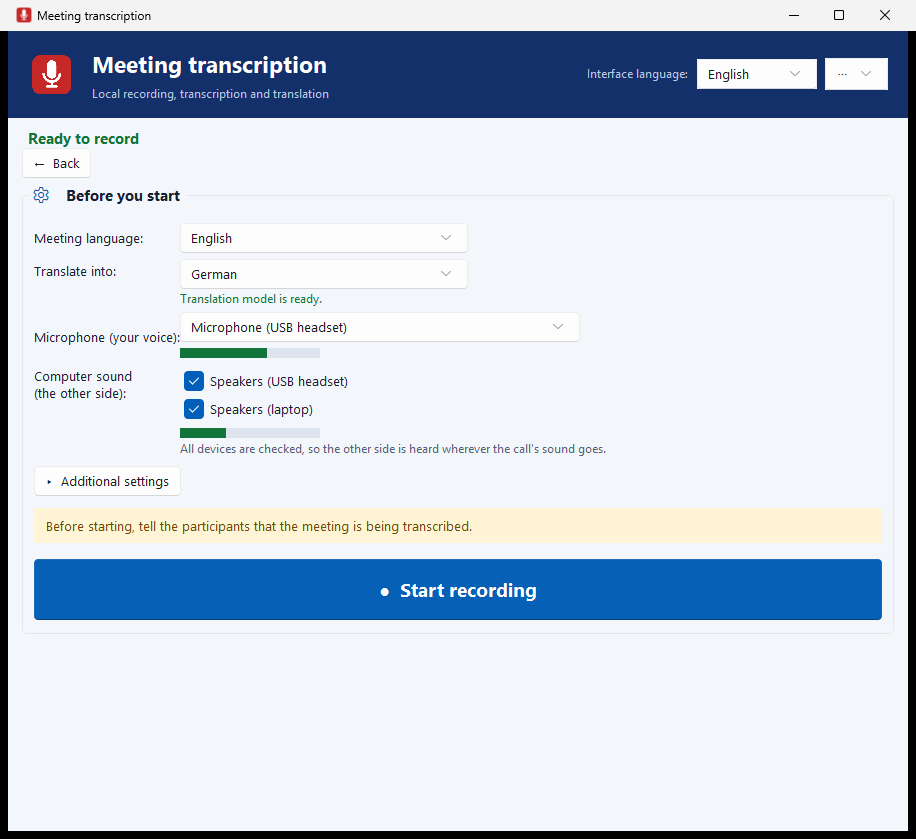 Meeting transcription
Meeting transcription
Local recording, transcription and translation
Interface language:
English
...
Ready to record
← Back
Before you start
Meeting language:
English
Translate into:
German
Translation model is ready.
Microphone (your voice):
Microphone (USB headset)
Computer sound
(the other side):
Speakers (USB headset)
Speakers (laptop)
All devices are checked, so the other side is heard wherever the call's sound goes.
Additional settings
Before starting, tell the participants that the meeting is being transcribed.
● Start recording